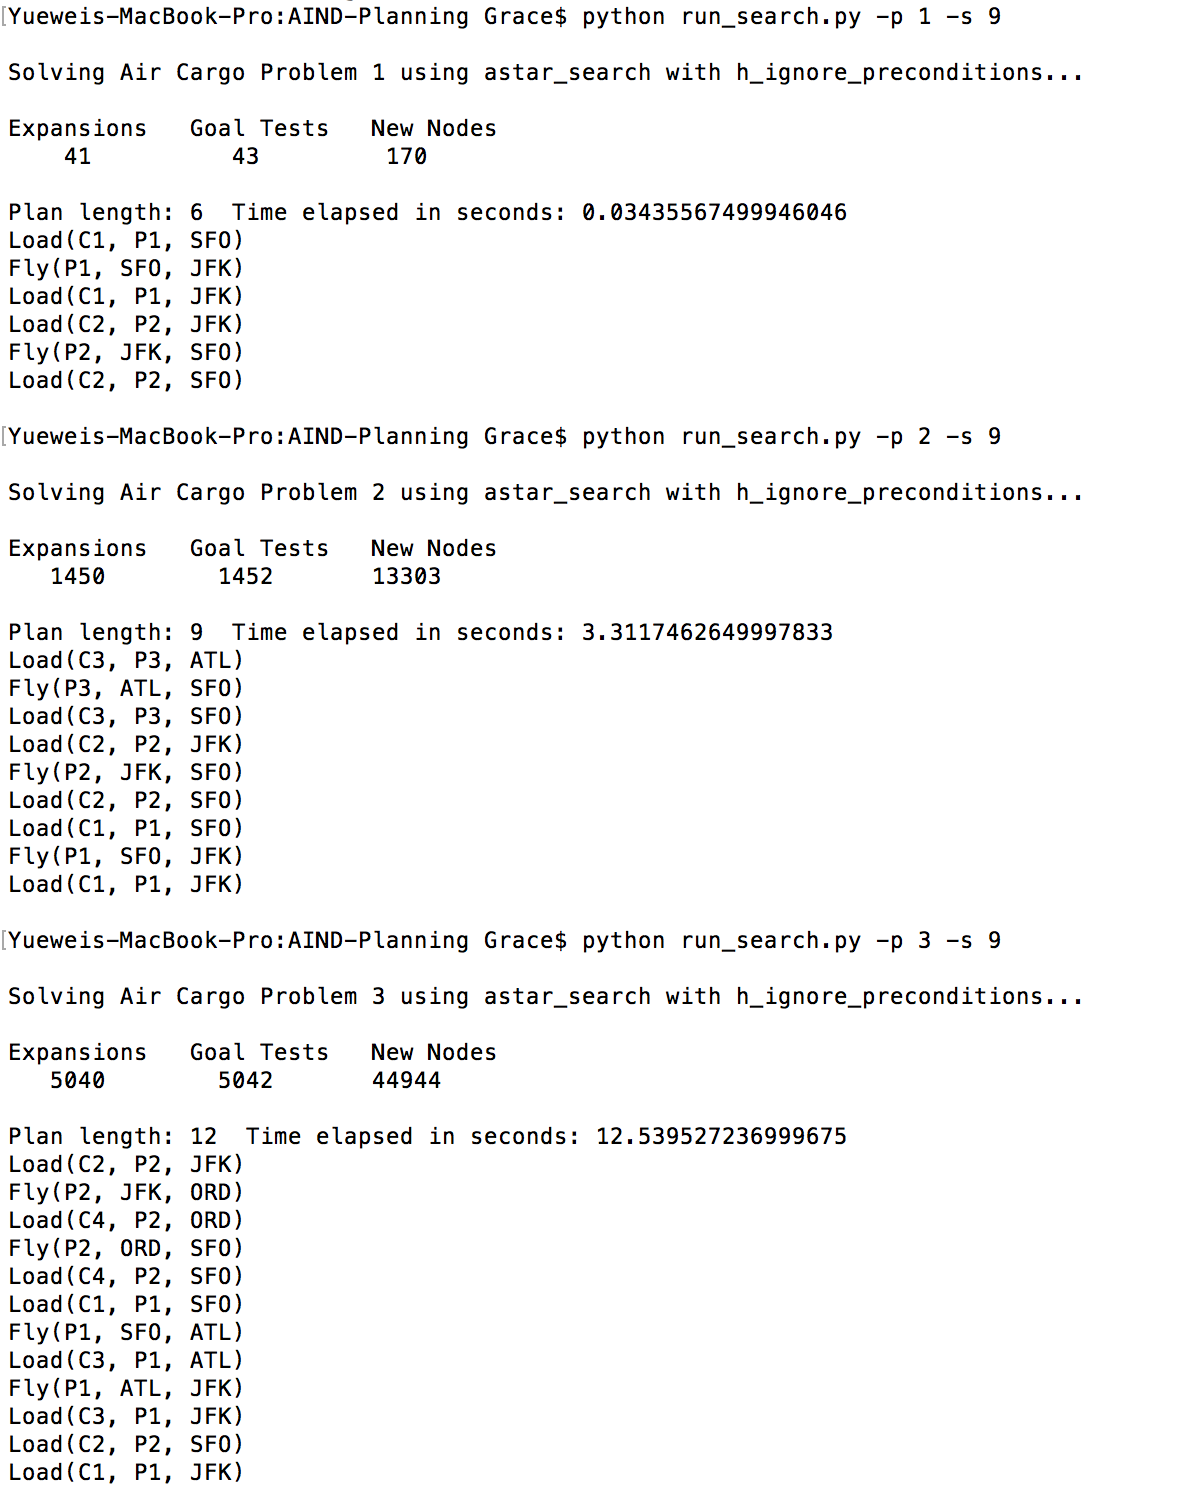 [Yueweis-MacBook-Pro:AIND-Planning Grace$ python run_search.py -p 1 -s 9
Solving Air Cargo Problem 1 using astar_search with h_ignore_preconditions...
Expansions   Goal Tests   New Nodes
    41          43         170
Plan length: 6  Time elapsed in seconds: 0.03435567499946046
Load(C1, P1, SFO)
Fly(P1, SFO, JFK)
Load(C1, P1, JFK)
Load(C2, P2, JFK)
Fly(P2, JFK, SFO)
Load(C2, P2, SFO)
[Yueweis-MacBook-Pro:AIND-Planning Grace$ python run_search.py -p 2 -s 9
Solving Air Cargo Problem 2 using astar_search with h_ignore_preconditions...
Expansions   Goal Tests   New Nodes
   1450        1452       13303
Plan length: 9  Time elapsed in seconds: 3.3117462649997833
Load(C3, P3, ATL)
Fly(P3, ATL, SFO)
Load(C3, P3, SFO)
Load(C2, P2, JFK)
Fly(P2, JFK, SFO)
Load(C2, P2, SFO)
Load(C1, P1, SFO)
Fly(P1, SFO, JFK)
Load(C1, P1, JFK)
[Yueweis-MacBook-Pro:AIND-Planning Grace$ python run_search.py -p 3 -s 9
Solving Air Cargo Problem 3 using astar_search with h_ignore_preconditions...
Expansions   Goal Tests   New Nodes
   5040        5042       44944
Plan length: 12  Time elapsed in seconds: 12.539527236999675
Load(C2, P2, JFK)
Fly(P2, JFK, ORD)
Load(C4, P2, ORD)
Fly(P2, ORD, SFO)
Load(C4, P2, SFO)
Load(C1, P1, SFO)
Fly(P1, SFO, ATL)
Load(C3, P1, ATL)
Fly(P1, ATL, JFK)
Load(C3, P1, JFK)
Load(C2, P2, SFO)
Load(C1, P1, JFK)